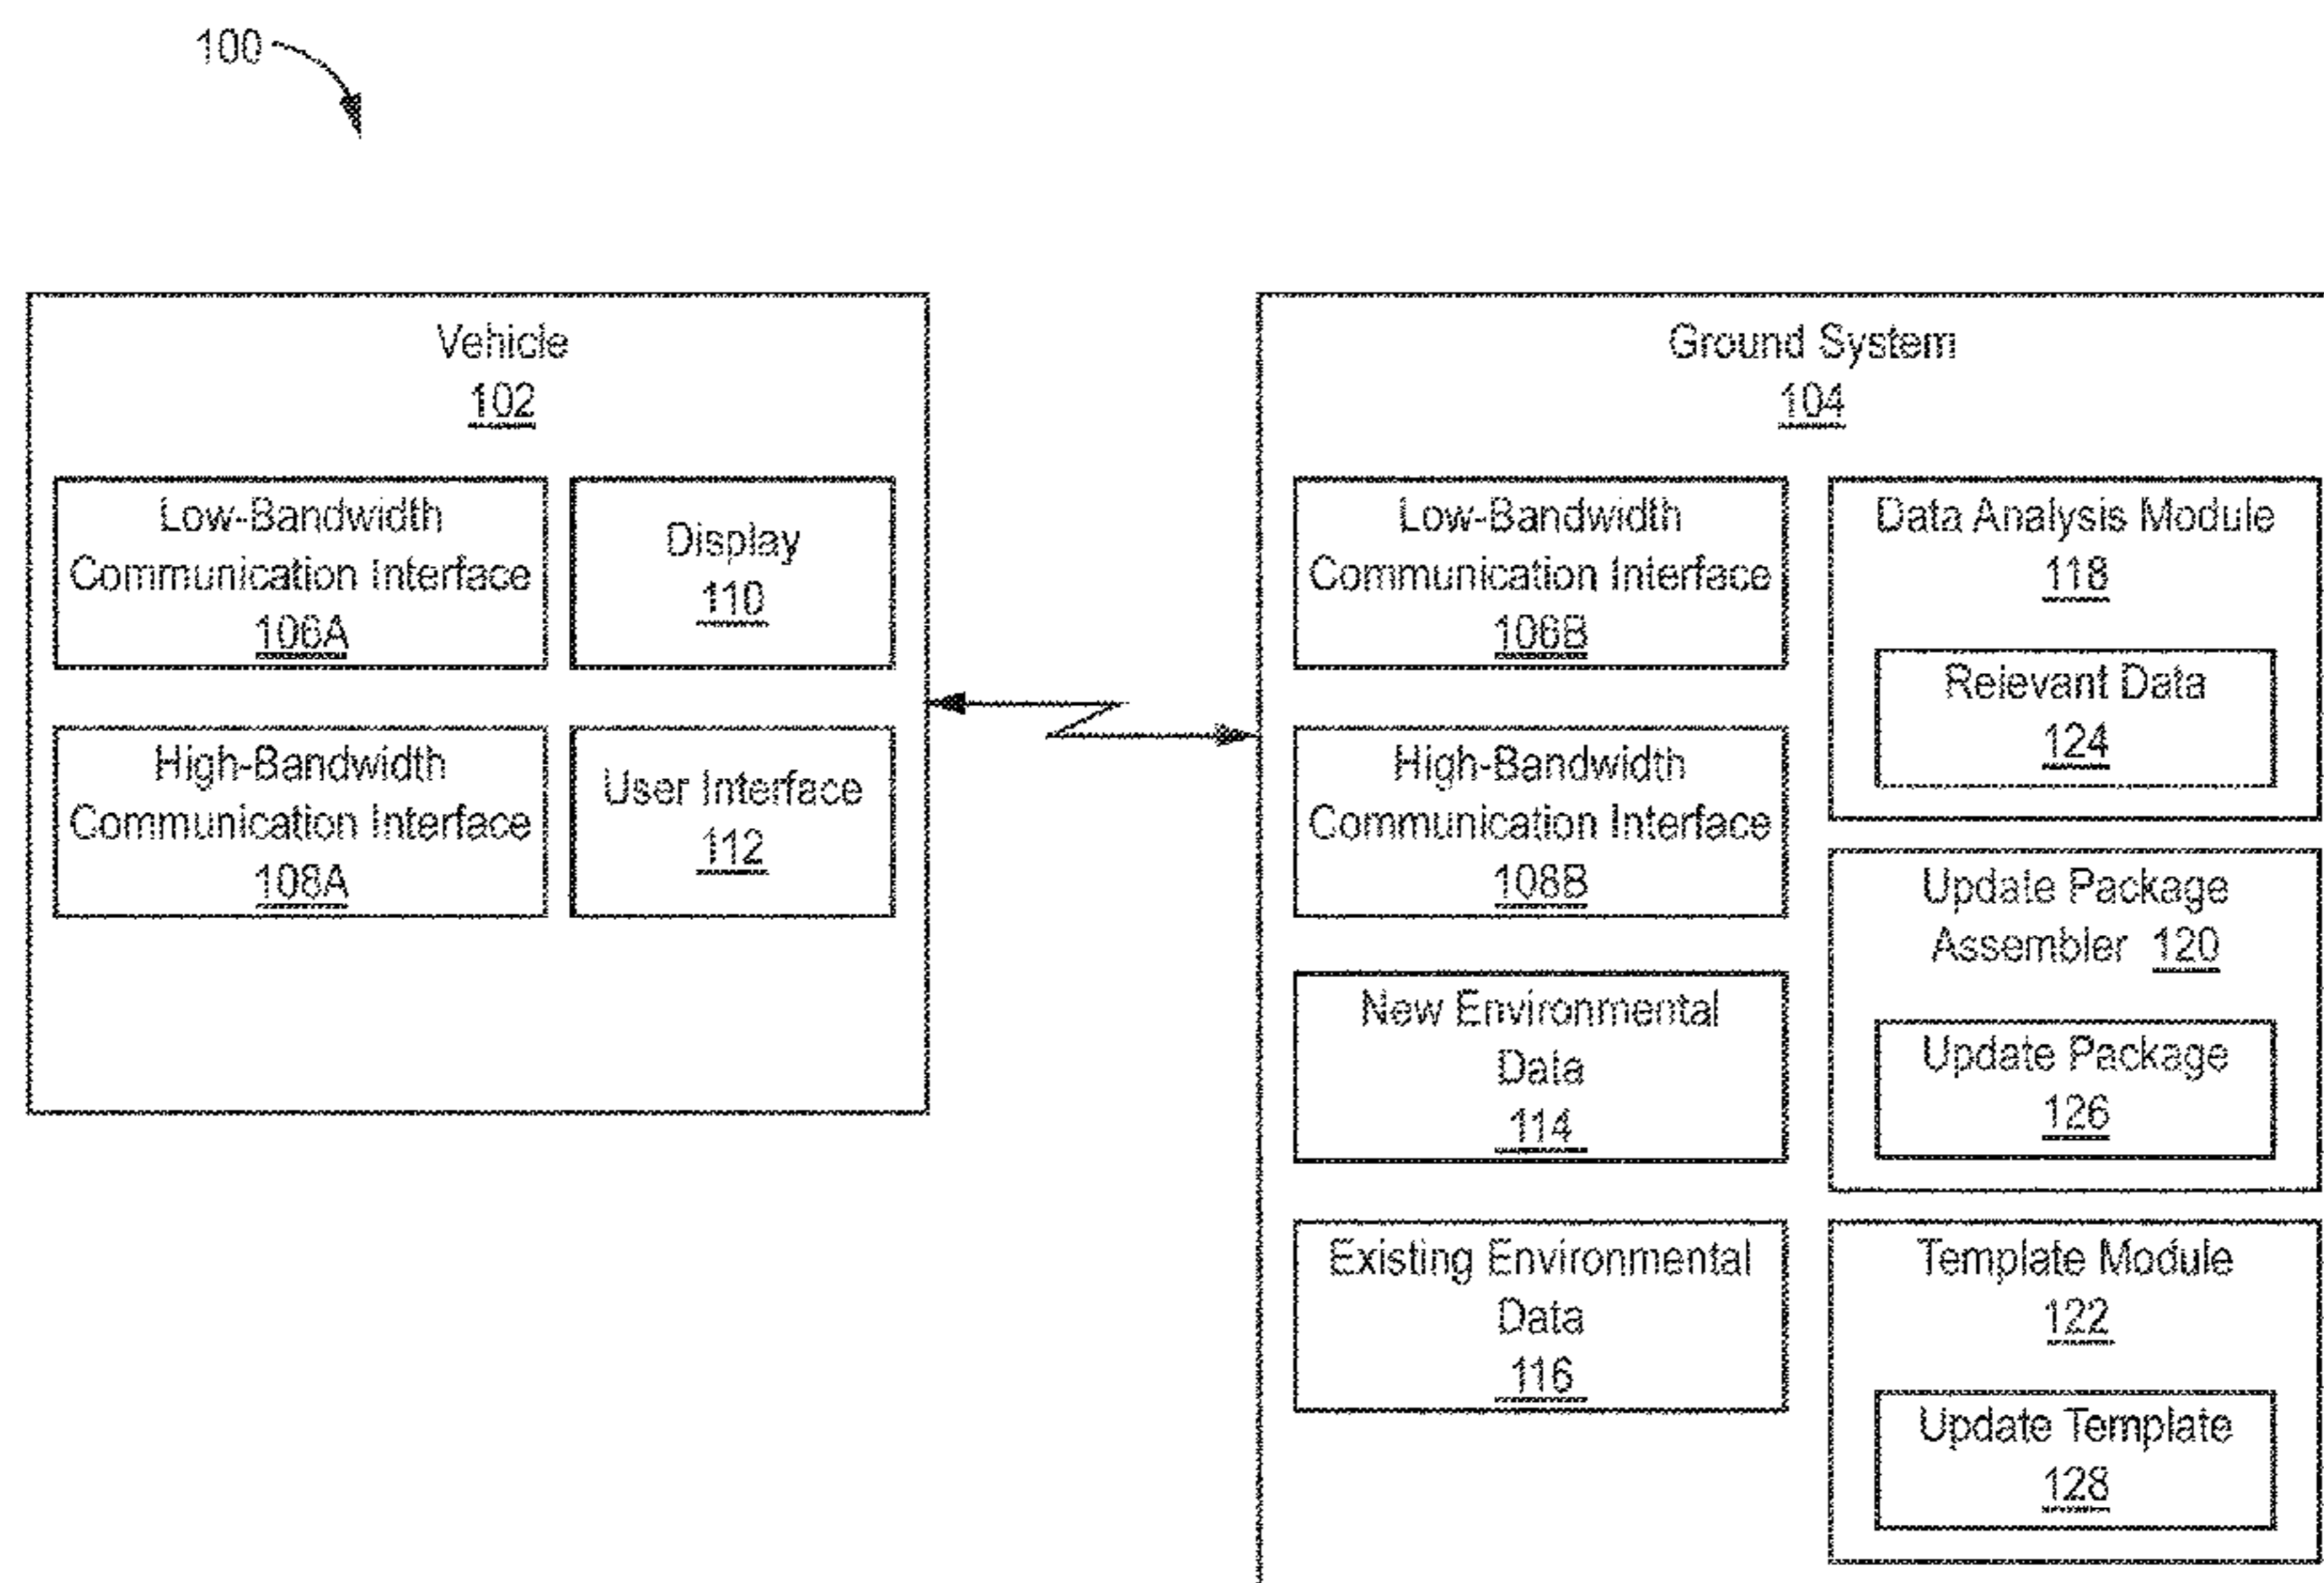 100
Vehicle
102
Low-Bandwidth
Communication Interface
106A
Display
110
High-Bandwidth
Communication Interface
108A
User Interface
112
Ground System
104
Low-Bandwidth
Communication Interface
106B
High-Bandwidth
Communication Interface
108B
New Environmental
Data
114
Existing Environmental
Data
116
Data Analysis Module
118
Relevant Data
124
Update Package
Assembler 120
Update Package
126
Template Module
122
Update Template
128